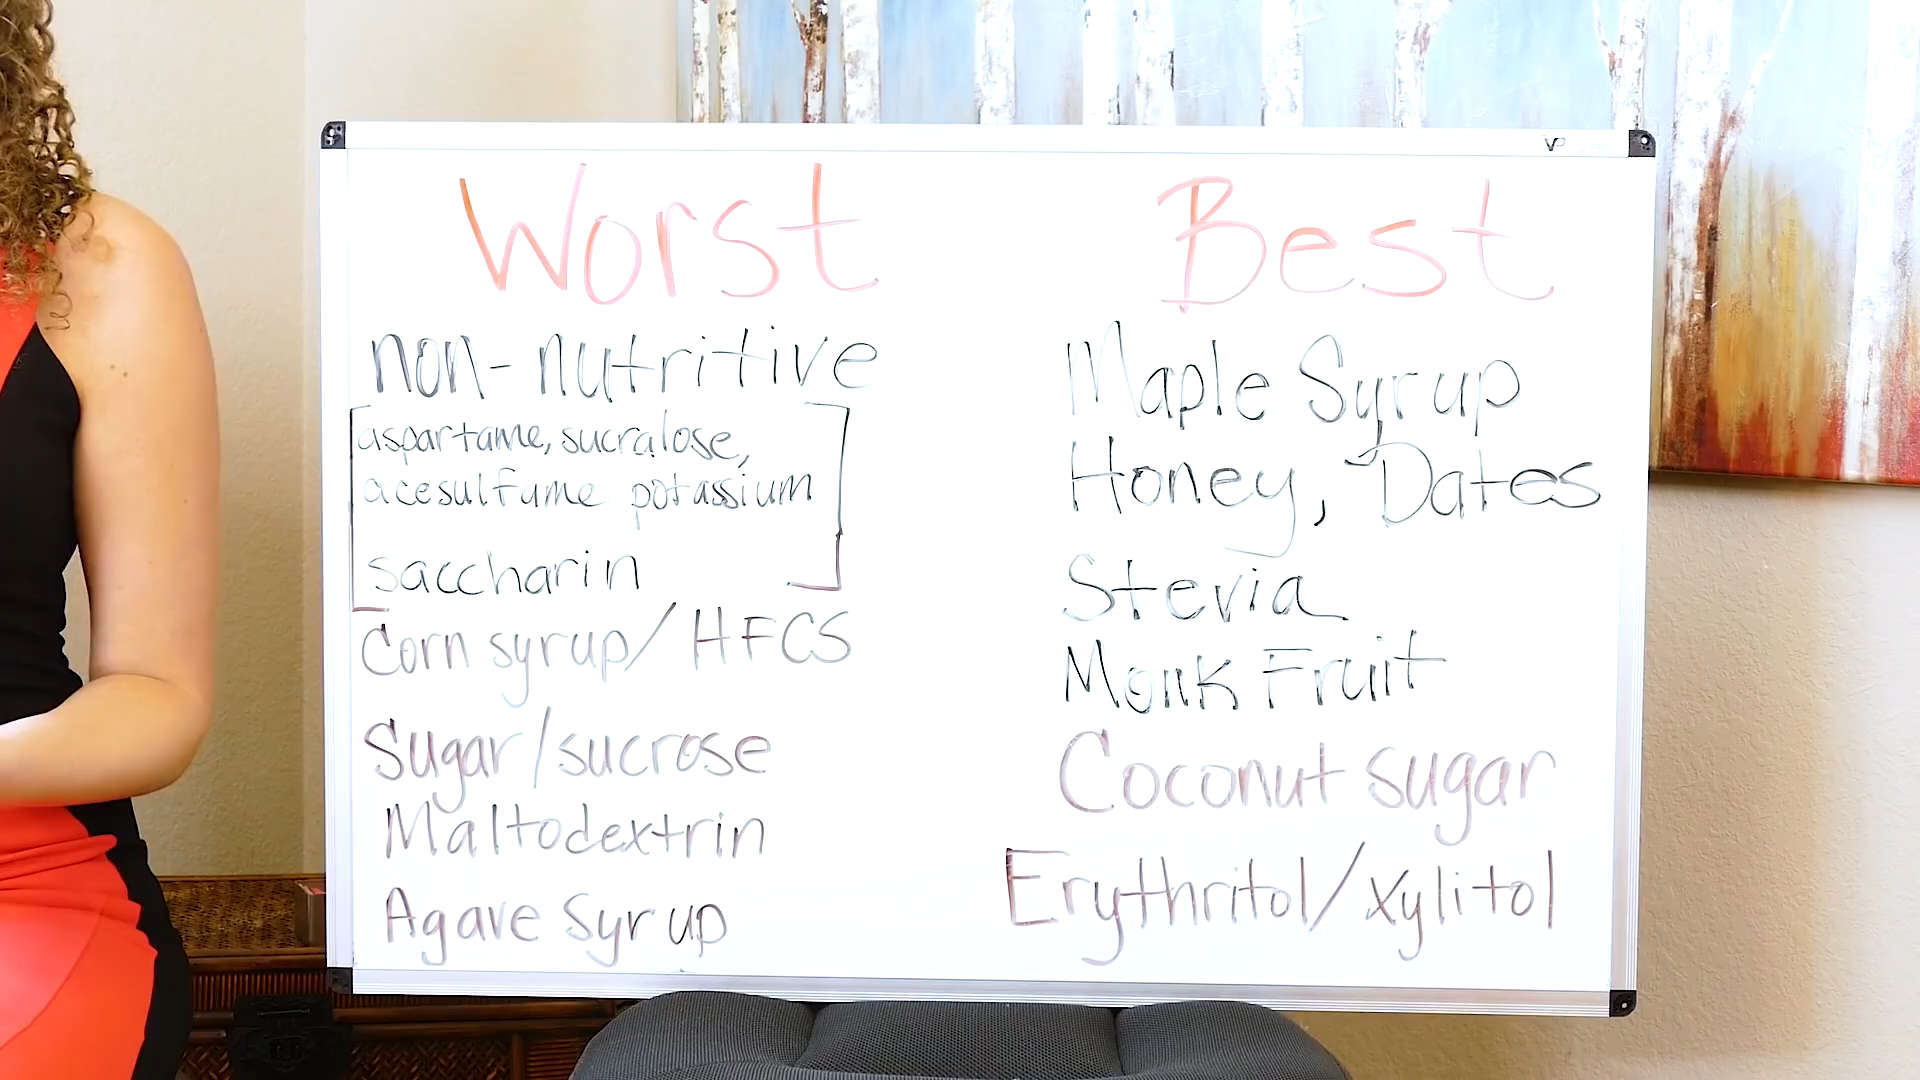 Worst
non-nutritive
aspartame, sucralose,
acesulfame potassium
saccharin
Corn syrup/HFCS
Sugar/sucrose
Maltodextrin
Agave Syrup
Best
Maple Syrup
Honey, Dates
Stevia
Monk Fruit
Coconut sugar
Erythritol/xylitol